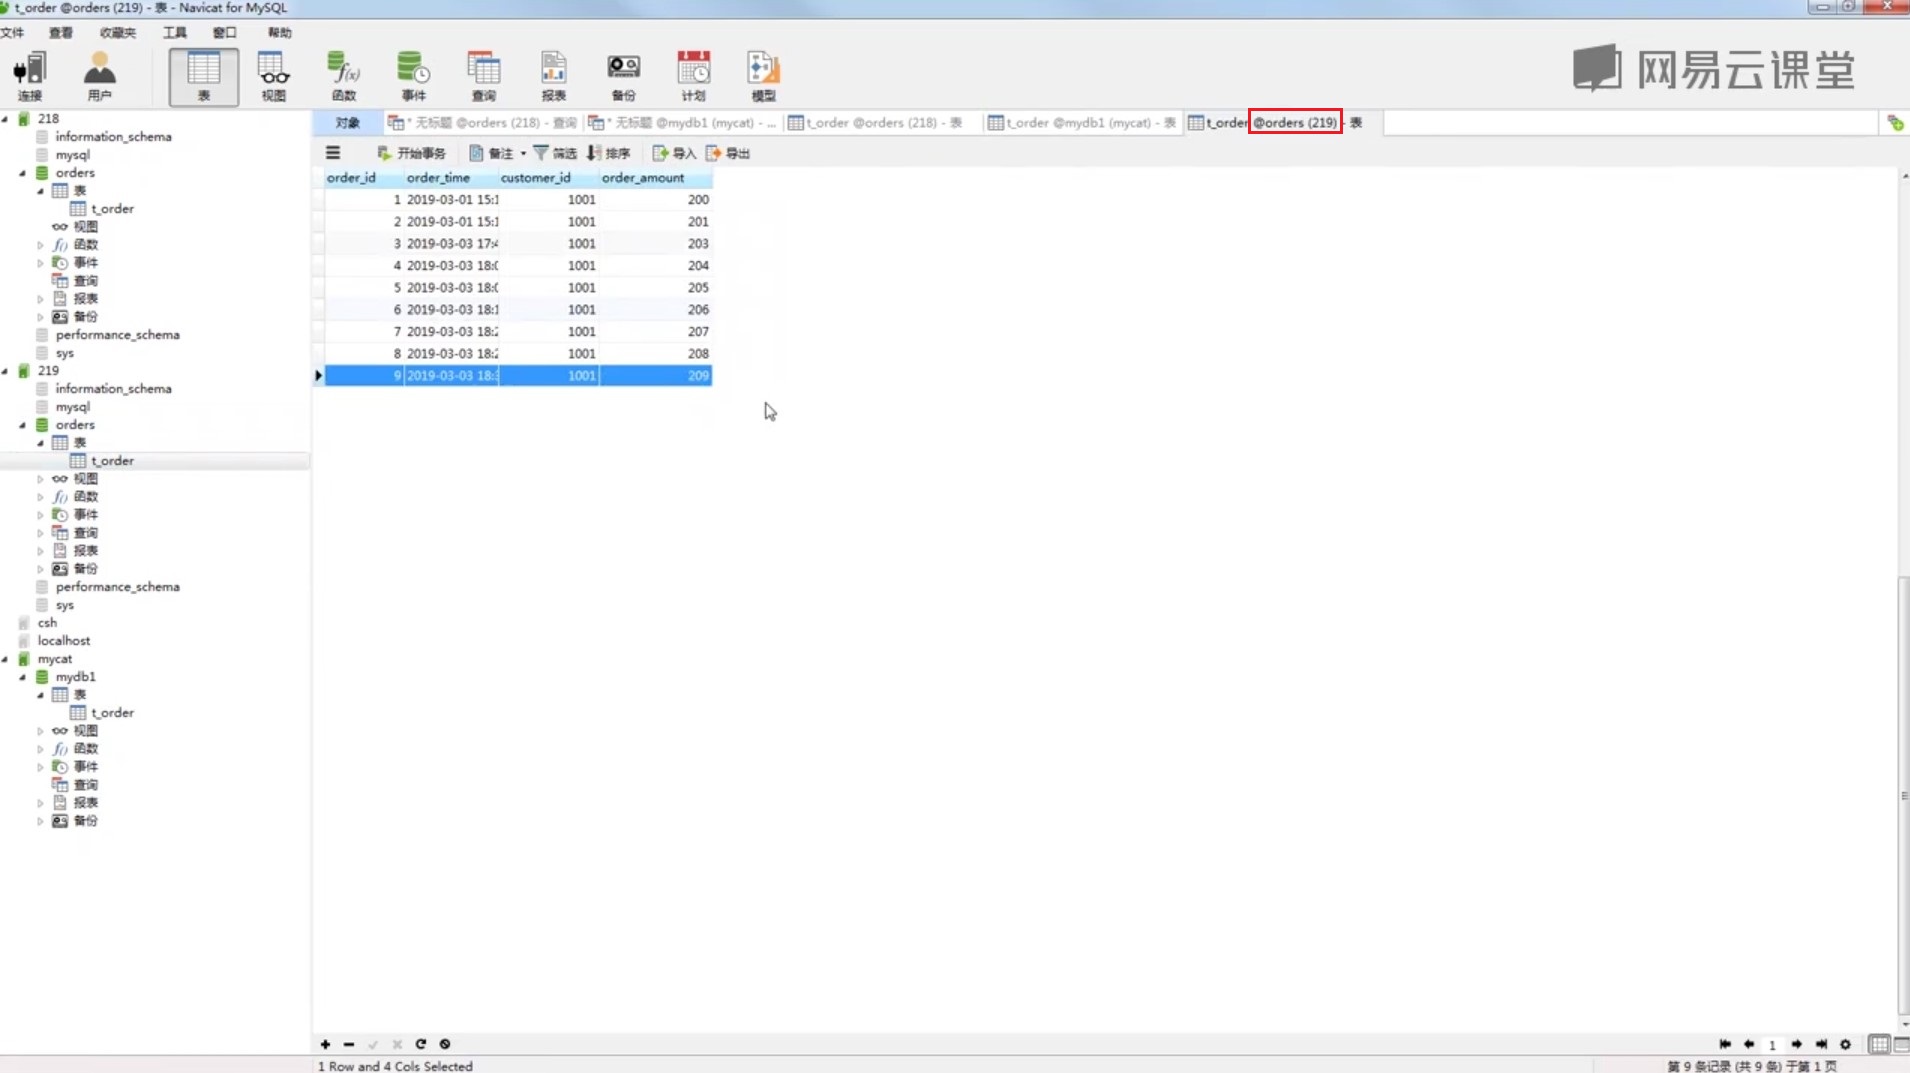 t_order @orders (219) - 表 - Navicat for MySQL
文件 查看 收藏夹 工具 窗口 帮助
连接 用户 表 视图 函数 事件 查询 报表 备份 计划 模型
网易云课堂
对象 * 无标题 @orders (218) - 查询 * 无标题 @mydb1 (mycat) - ... t_order @orders (218) - 表 t_order @mydb1 (mycat) - 表 t_order @orders (219) - 表
开始事务 备注 筛选 排序 导入 导出
order_id order_time customer_id order_amount
1 2019-03-01 15:1 1001 200
2 2019-03-01 15:1 1001 201
3 2019-03-03 17:4 1001 203
4 2019-03-03 18:0 1001 204
5 2019-03-03 18:0 1001 205
6 2019-03-03 18:1 1001 206
7 2019-03-03 18:2 1001 207
8 2019-03-03 18:2 1001 208
9 2019-03-03 18:3 1001 209
218
information_schema
mysql
orders
表
t_order
视图
函数
事件
查询
报表
备份
performance_schema
sys
219
information_schema
mysql
orders
表
t_order
视图
函数
事件
查询
报表
备份
performance_schema
sys
csh
localhost
mycat
mydb1
表
t_order
视图
函数
事件
查询
报表
备份
1
1 Row and 4 Cols Selected
第 9 条记录 (共 9 条) 于第 1 页